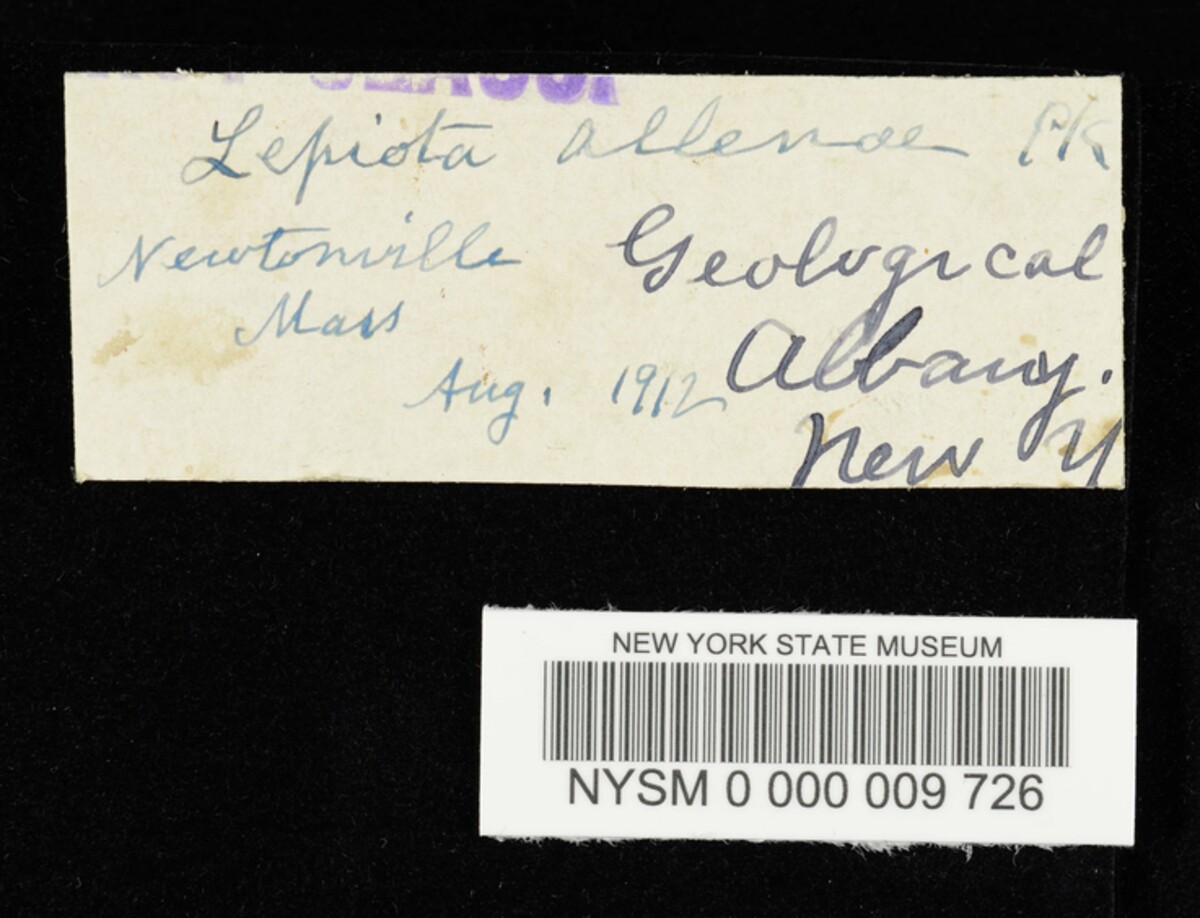 Lepiota allenae Pk
Newtonville
Mass
Aug. 1912
Geological
Albany.
New Y
NEW YORK STATE MUSEUM
NYSM 0 000 009 726